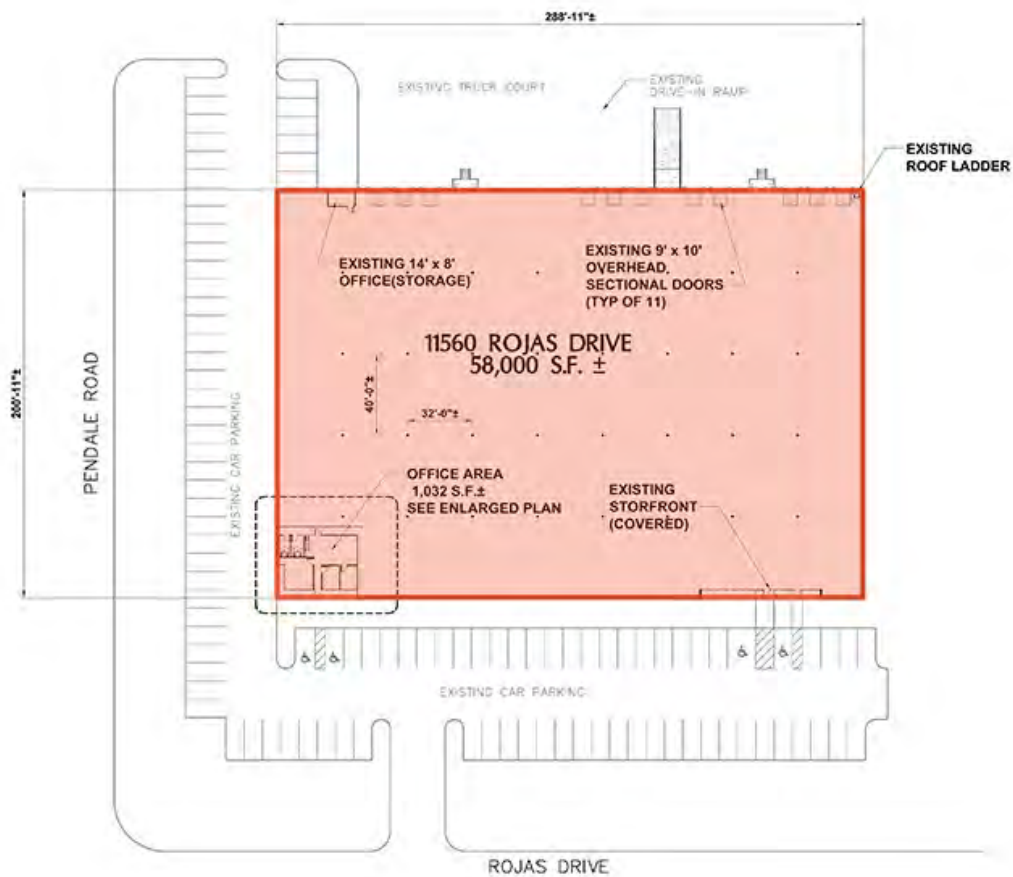 288'-11"±
EXISTING TRUCK COURT
EXISTING
DRIVE-IN RAMP
EXISTING
ROOF LADDER
EXISTING 14' x 8'
OFFICE(STORAGE)
EXISTING 9' x 10'
OVERHEAD,
SECTIONAL DOORS
(TYP OF 11)
11560 ROJAS DRIVE
58,000 S.F. ±
200'-11"±
PENDALE ROAD
EXISTING CAR PARKING
40'-0"±
32'-0"±
OFFICE AREA
1,032 S.F.±
SEE ENLARGED PLAN
EXISTING
STORFRONT
(COVERED)
EXISTING CAR PARKING
ROJAS DRIVE